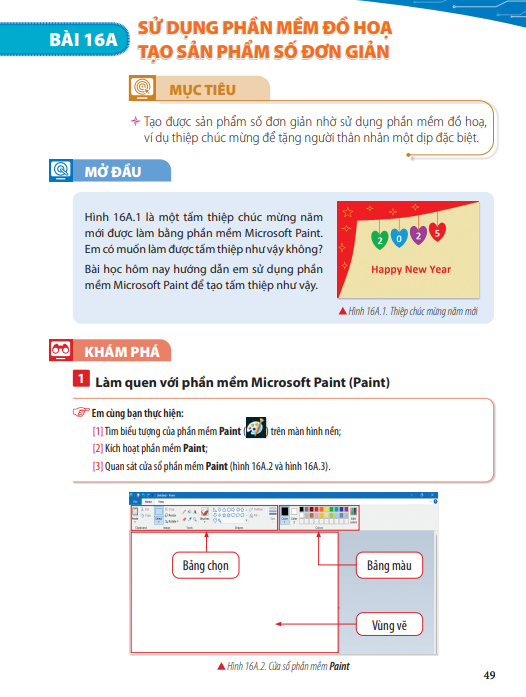 BÀI 16A
SỬ DỤNG PHẦN MỀM ĐỒ HOẠ
TẠO SẢN PHẨM SỐ ĐƠN GIẢN
MỤC TIÊU
Tạo được sản phẩm số đơn giản nhờ sử dụng phần mềm đồ hoạ,
ví dụ thiệp chúc mừng để tặng người thân nhân một dịp đặc biệt.
MỞ ĐẦU
Hình 16A.1 là một tấm thiệp chúc mừng năm
mới được làm bằng phần mềm Microsoft Paint.
Em có muốn làm được tấm thiệp như vậy không?
Bài học hôm nay hướng dẫn em sử dụng phần
mềm Microsoft Paint để tạo tấm thiệp như vậy.
2 0 2 5
Happy New Year
▲ Hình 16A.1. Thiệp chúc mừng năm mới
KHÁM PHÁ
1 Làm quen với phần mềm Microsoft Paint (Paint)
Em cùng bạn thực hiện:
[1] Tìm biểu tượng của phần mềm Paint ( ) trên màn hình nền;
[2] Kích hoạt phần mềm Paint;
[3] Quan sát cửa sổ phần mềm Paint (hình 16A.2 và hình 16A.3).
Bảng chọn
Bảng màu
Vùng vẽ
▲ Hình 16A.2. Cửa sổ phần mềm Paint
49